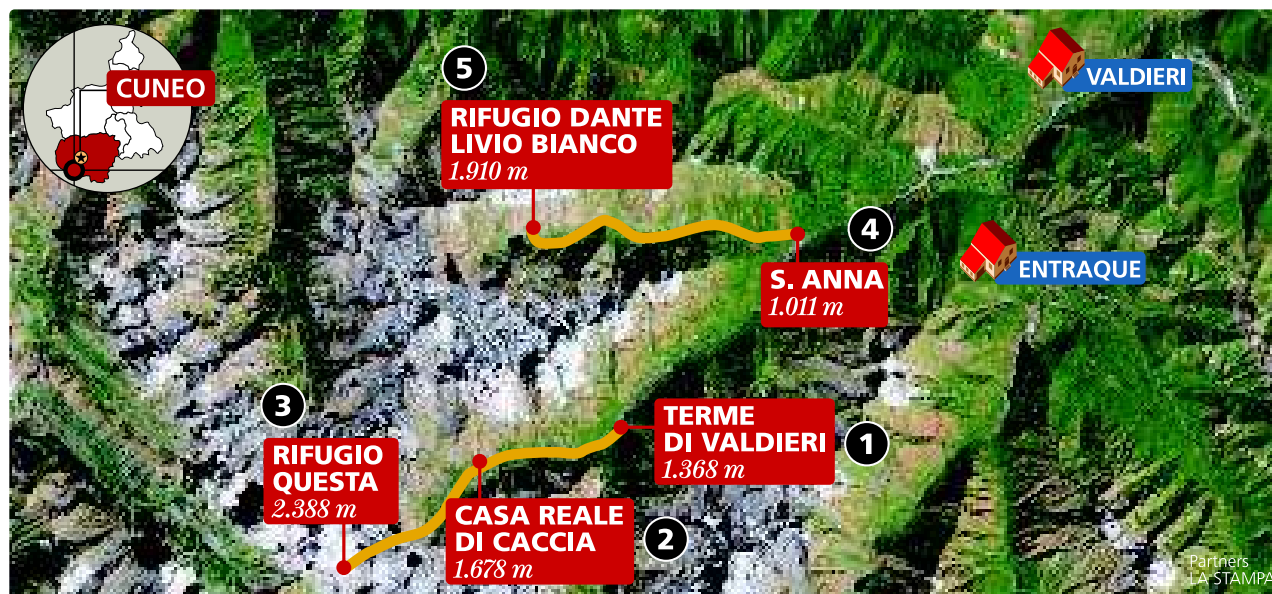 CUNEO
5
RIFUGIO DANTE
LIVIO BIANCO
1.910 m
VALDIERI
4
S. ANNA
1.011 m
ENTRAQUE
3
RIFUGIO
QUESTA
2.388 m
TERME
DI VALDIERI
1.368 m
1
CASA REALE
DI CACCIA
1.678 m
2
Partners
LA STAMPA